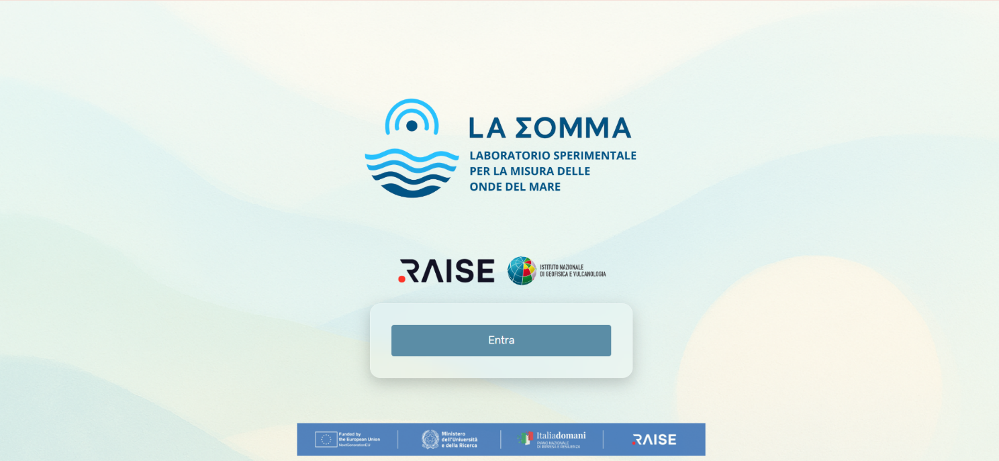 LA ΣOMMA
LABORATORIO SPERIMENTALE
PER LA MISURA DELLE
ONDE DEL MARE
RAISE
ISTITUTO NAZIONALE
DI GEOFISICA E VULCANOLOGIA
Entra
Funded by
the European Union
NextGenerationEU
Ministero
dell'Università
e della Ricerca
Italiadomani
PIANO NAZIONALE
DI RIPRESA E RESILIENZA
RAISE